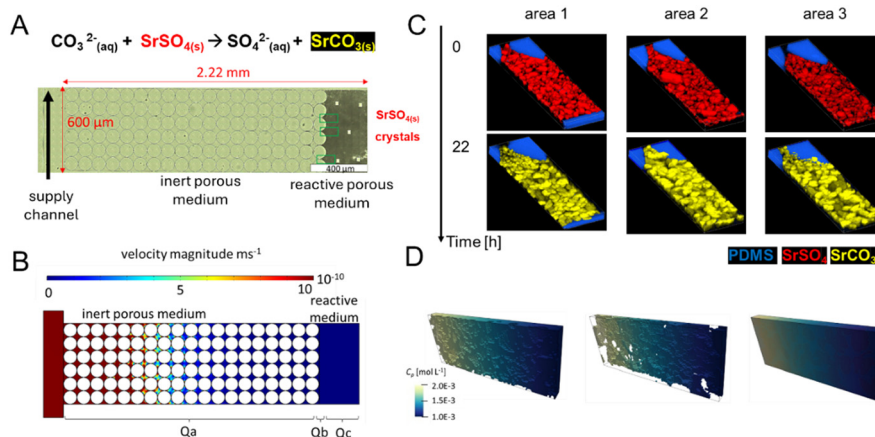 A
CO₃ ²⁻(aq) + SrSO₄(s) → SO₄²⁻(aq) + SrCO₃(s)
2.22 mm
600 µm
SrSO₄(s)
crystals
400 µm
supply
channel
inert porous
medium
reactive porous
medium
B
velocity magnitude ms⁻¹
0
5
10
10⁻¹⁰
inert porous medium
reactive
medium
Qa
Qb
Qc
C
area 1
area 2
area 3
0
22
Time [h]
PDMS
SrSO₄
SrCO₃
D
[mol L⁻¹]
2.0E-3
1.5E-3
1.0E-3